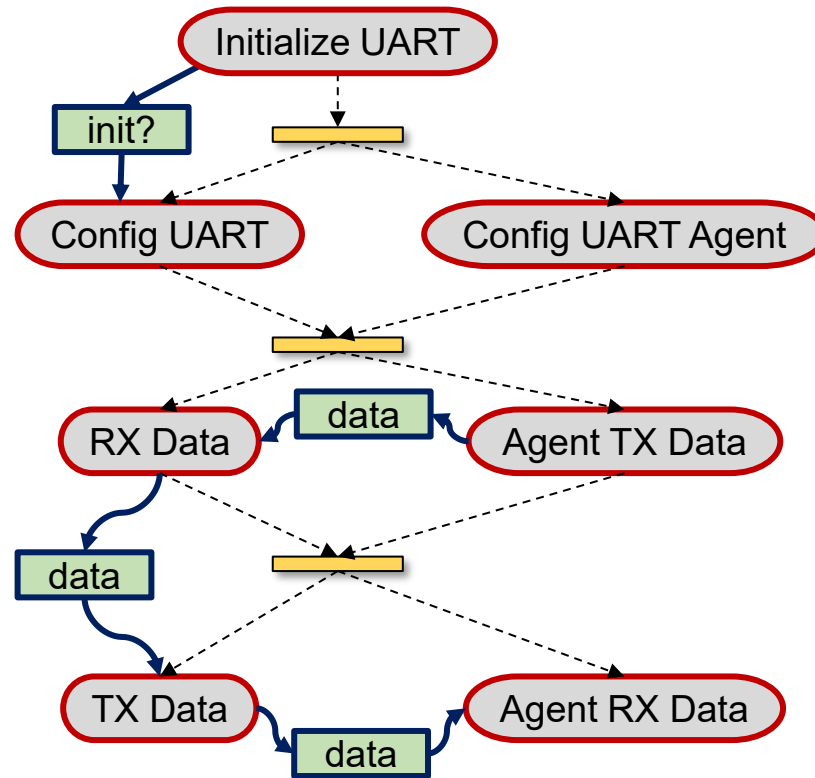 Initialize UART
init?
Config UART
Config UART Agent
RX Data
data
Agent TX Data
data
TX Data
data
Agent RX Data